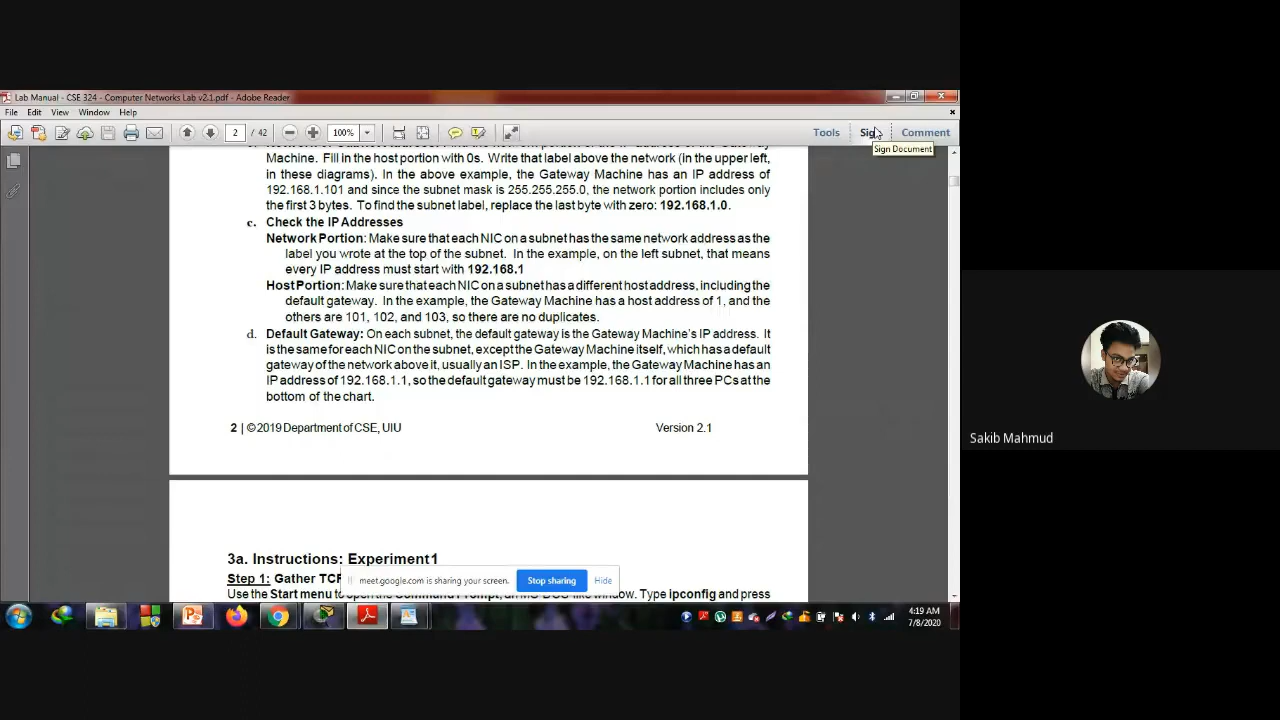 Lab Manual - CSE 324 - Computer Networks Lab v2.1.pdf - Adobe Reader
File Edit View Window Help
2 / 42 100% Tools Sign Comment
Sign Document
Machine. Fill in the host portion with 0s. Write that label above the network (in the upper left,
in these diagrams). In the above example, the Gateway Machine has an IP address of
192.168.1.101 and since the subnet mask is 255.255.255.0, the network portion includes only
the first 3 bytes. To find the subnet label, replace the last byte with zero: 192.168.1.0.
c. Check the IP Addresses
Network Portion: Make sure that each NIC on a subnet has the same network address as the
label you wrote at the top of the subnet. In the example, on the left subnet, that means
every IP address must start with 192.168.1
Host Portion: Make sure that each NIC on a subnet has a different host address, including the
default gateway. In the example, the Gateway Machine has a host address of 1, and the
others are 101, 102, and 103, so there are no duplicates.
d. Default Gateway: On each subnet, the default gateway is the Gateway Machine's IP address. It
is the same for each NIC on the subnet, except the Gateway Machine itself, which has a default
gateway of the network above it, usually an ISP. In the example, the Gateway Machine has an
IP address of 192.168.1.1, so the default gateway must be 192.168.1.1 for all three PCs at the
bottom of the chart.
2 | ©2019 Department of CSE, UIU Version 2.1
3a. Instructions: Experiment 1
Step 1: Gather TCP
meet.google.com is sharing your screen. Stop sharing Hide
Use the Start menu to open the Command Prompt, an MS-DOS-like window. Type ipconfig and press
4:19 AM
7/8/2020
Sakib Mahmud